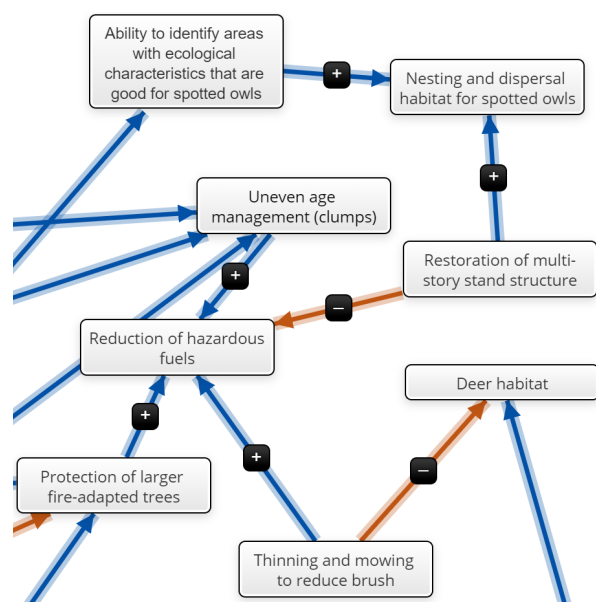 Ability to identify areas
with ecological
characteristics that are
good for spotted owls
+
Nesting and dispersal
habitat for spotted owls
+
Uneven age
management (clumps)
Restoration of multi-
story stand structure
+
–
Reduction of hazardous
fuels
Deer habitat
+
+
–
Protection of larger
fire-adapted trees
Thinning and mowing
to reduce brush